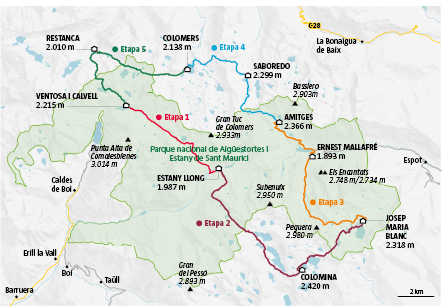 C-28
RESTANCA
2.010 m
Etapa 5
COLOMERS
2.138 m
Etapa 4
La Bonaigua
de Baix
SABOREDO
2.299 m
VENTOSA I CALVELL
2.215 m
Bassiero
2.903m
Etapa 1
Gran Tuc
de Colomers
2.933m
AMITGES
2.366 m
Punta Alta de
Comalesbienes
3.014 m
Parque nacional de Aigüestortes i
Estany de Sant Maurici
ERNEST MALLAFRÉ
1.893 m
Espot
Caldes
de Boí
ESTANY LLONG
1.987 m
Els Encantats
2.748 m/2.734 m
Subenuix
2.950 m
Etapa 3
Etapa 2
Peguera
2.980 m
JOSEP
MARIA
BLANC
2.318 m
Erill la Vall
Boí
Taüll
Gran
del Pessó
2.893 m
COLOMINA
2.420 m
Barruera
2 km